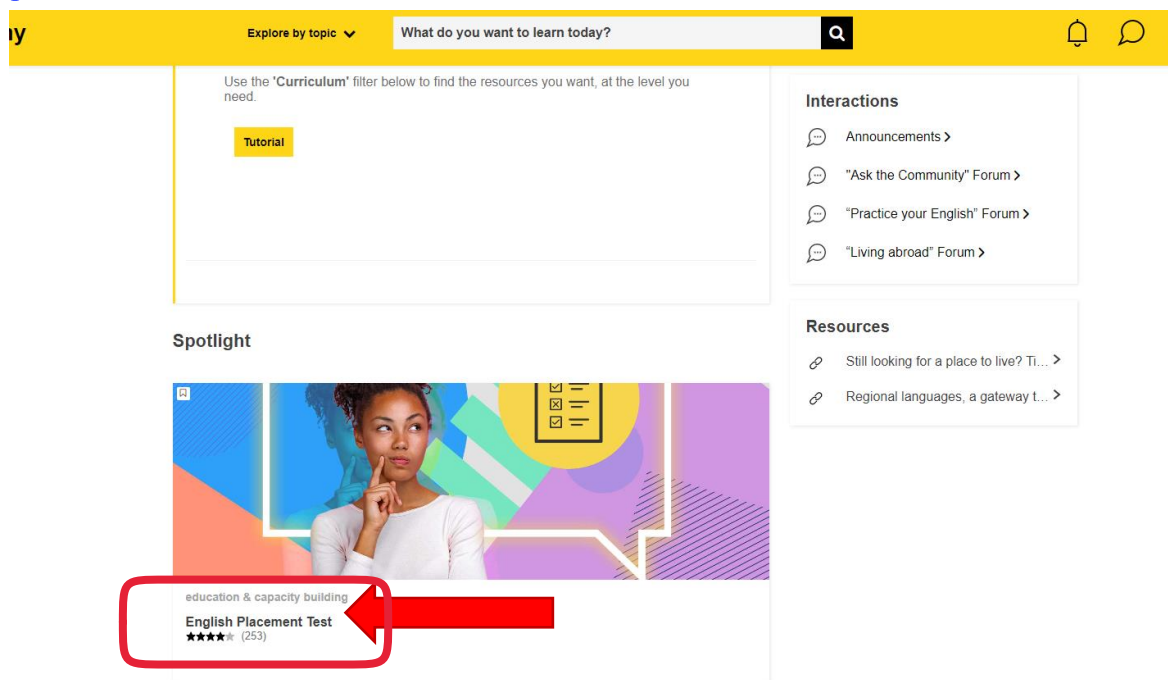 Explore by topic
What do you want to learn today?
Use the 'Curriculum' filter below to find the resources you want, at the level you
need.
Tutorial
Interactions
Announcements
"Ask the Community" Forum
“Practice your English” Forum
“Living abroad” Forum
Spotlight
Resources
Still looking for a place to live? Ti...
Regional languages, a gateway t...
education & capacity building
English Placement Test
(253)